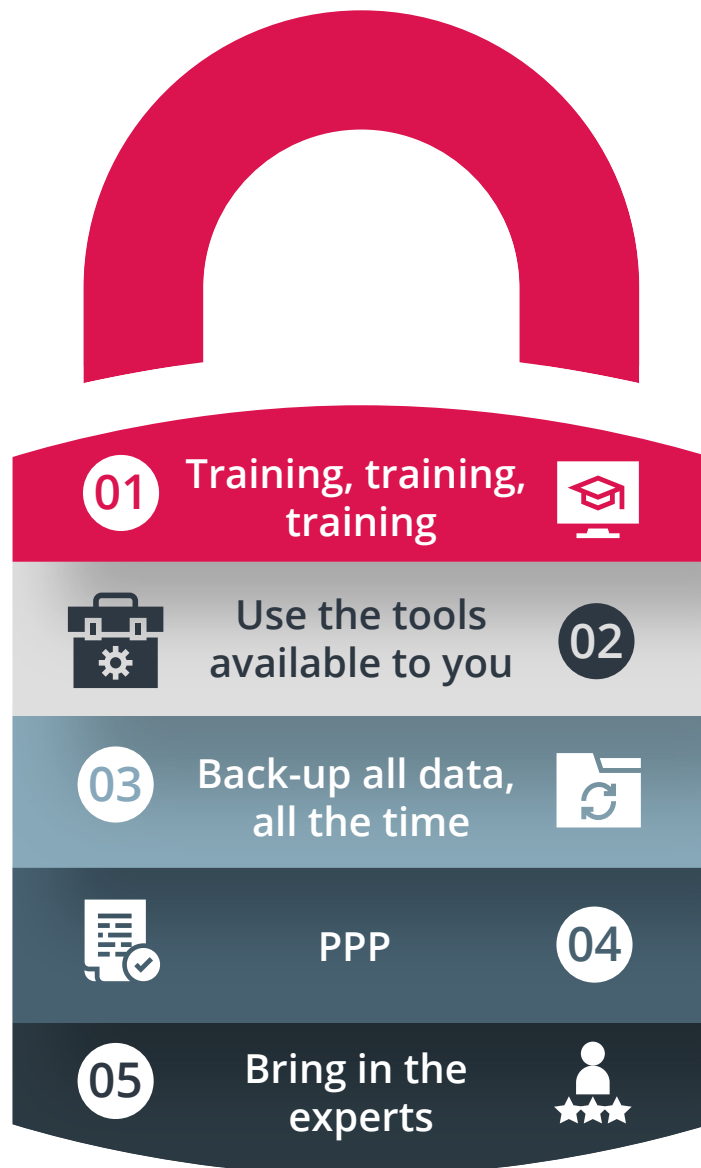 01
Training, training,
training
Use the tools
available to you
02
03
Back-up all data,
all the time
PPP
04
05
Bring in the
experts